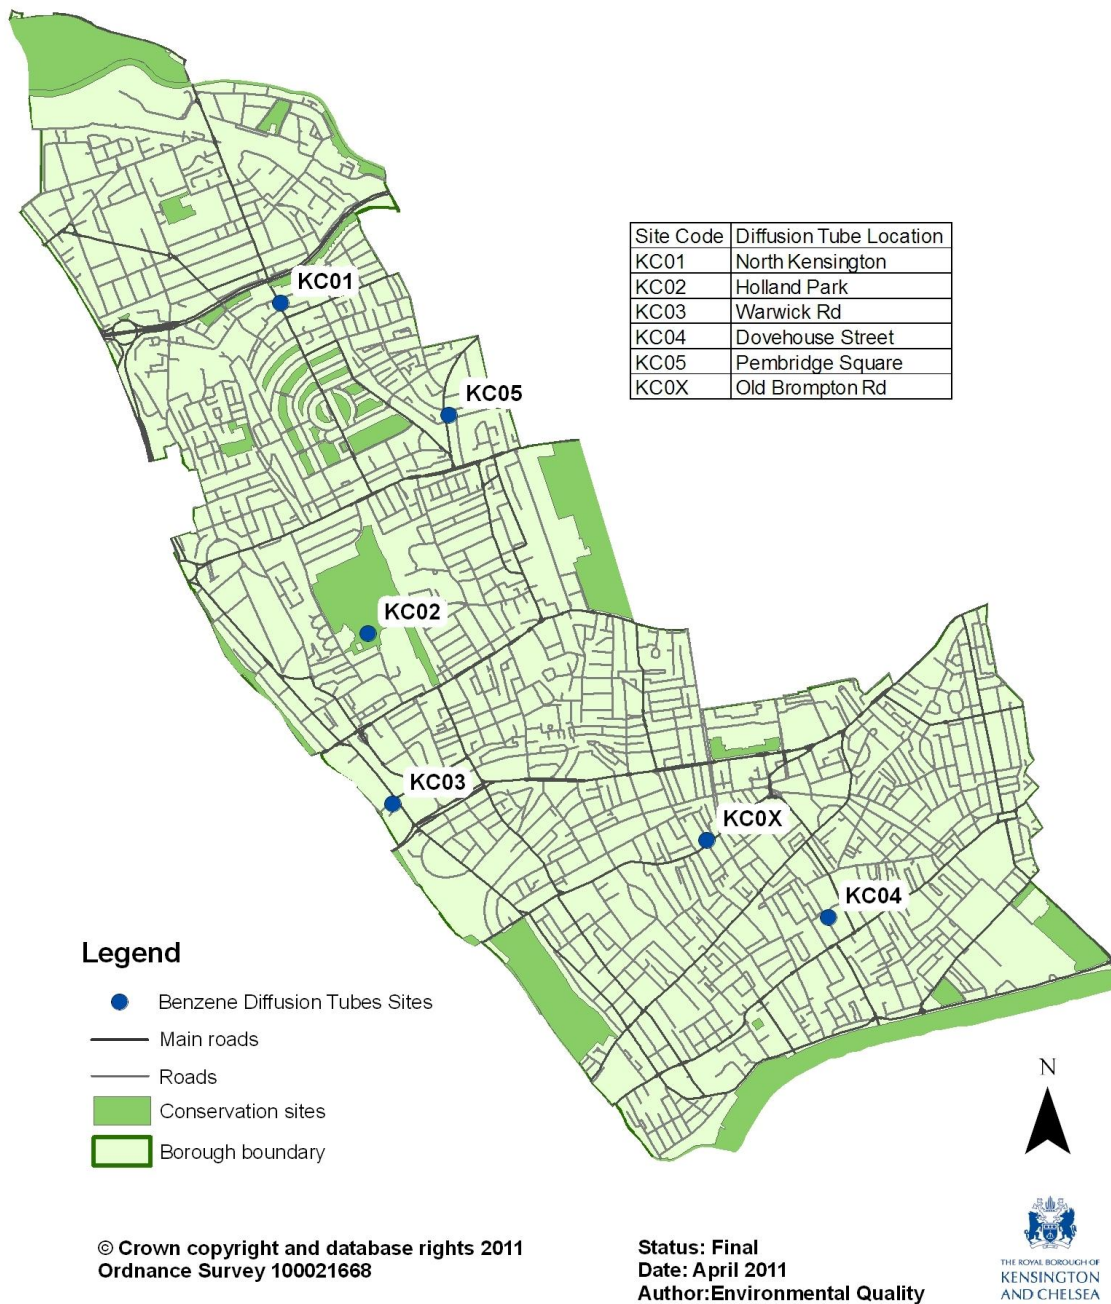 Site Code Diffusion Tube Location
KC01 North Kensington
KC02 Holland Park
KC03 Warwick Rd
KC04 Dovehouse Street
KC05 Pembridge Square
KC0X Old Brompton Rd
KC01
KC05
KC02
KC03
KC0X
KC04
Legend
Benzene Diffusion Tubes Sites
Main roads
Roads
Conservation sites
Borough boundary
N
© Crown copyright and database rights 2011
Ordnance Survey 100021668
Status: Final
Date: April 2011
Author:Environmental Quality
THE ROYAL BOROUGH OF
KENSINGTON
AND CHELSEA